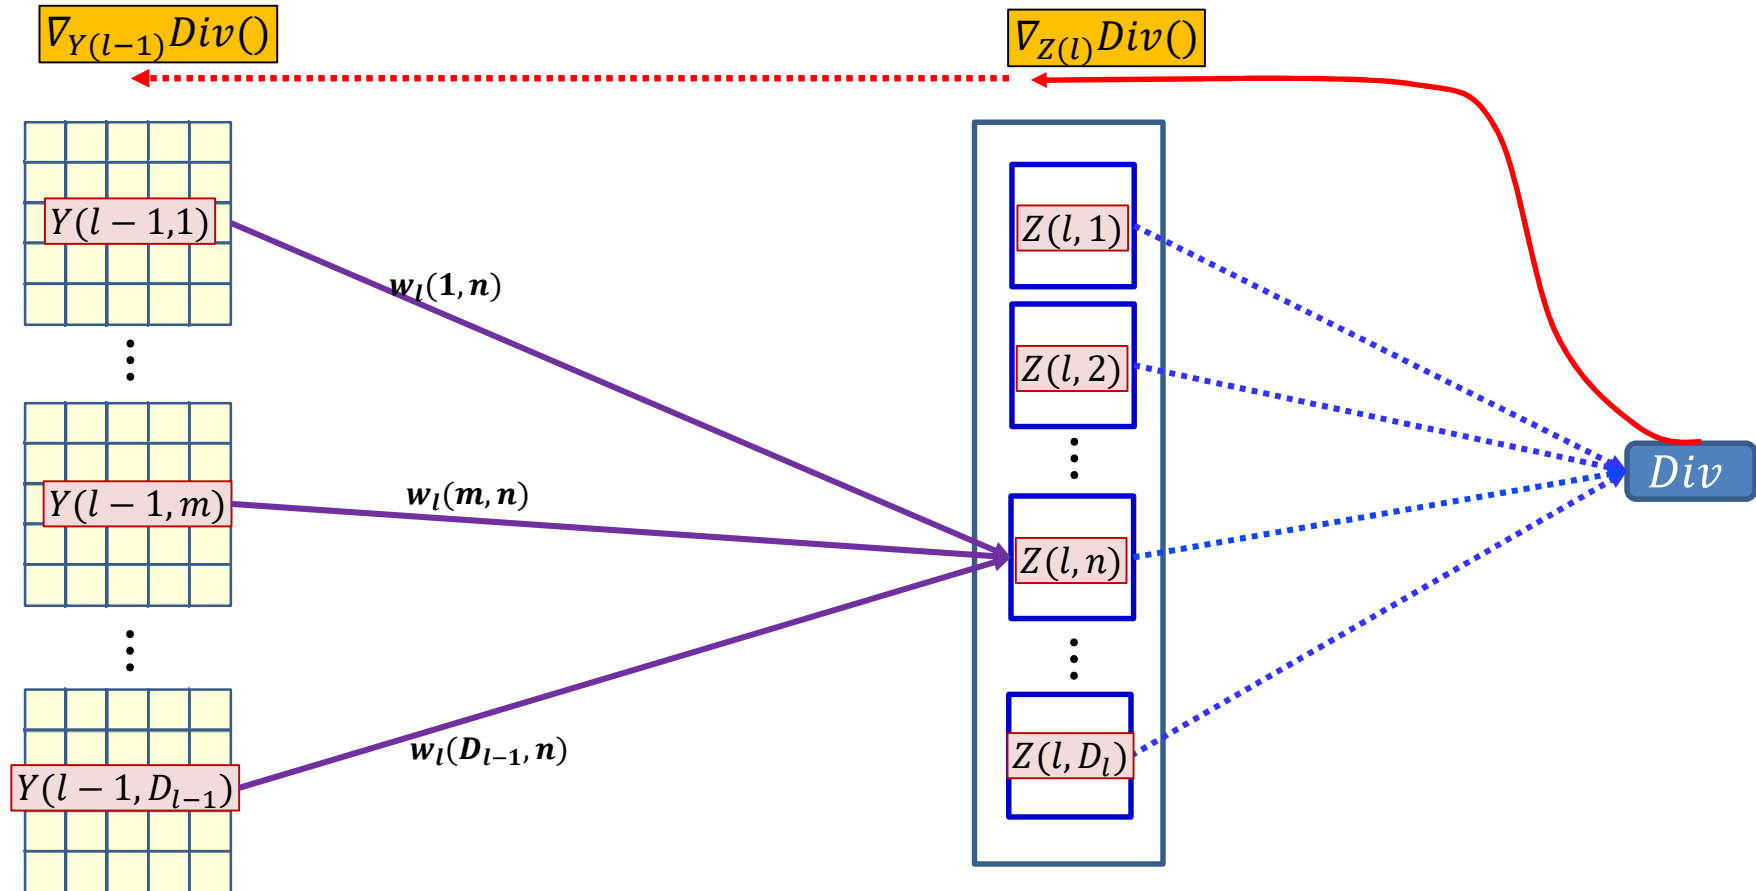 ∇_{Y(l−1)}Div()
∇_{Z(l)}Div()
Y(l − 1,1)
Z(l, 1)
w_l(1, n)
Z(l, 2)
Y(l − 1, m)
w_l(m, n)
Div
Z(l, n)
w_l(D_{l−1}, n)
Z(l, D_l)
Y(l − 1, D_{l−1})